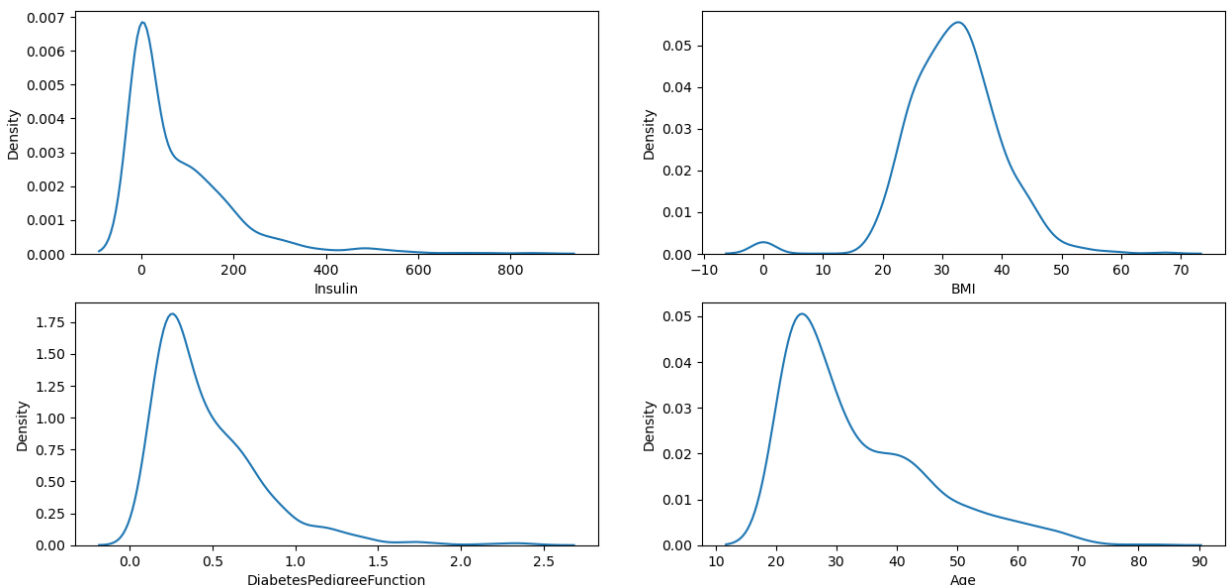 0.007
0.006
0.005
0.004
0.003
0.002
0.001
0.000
Density
0 200 400 600 800
Insulin
0.05
0.04
0.03
0.02
0.01
0.00
Density
−10 0 10 20 30 40 50 60 70
BMI
1.75
1.50
1.25
1.00
0.75
0.50
0.25
0.00
Density
0.0 0.5 1.0 1.5 2.0 2.5
DiabetesPedigreeFunction
0.05
0.04
0.03
0.02
0.01
0.00
Density
10 20 30 40 50 60 70 80 90
Age